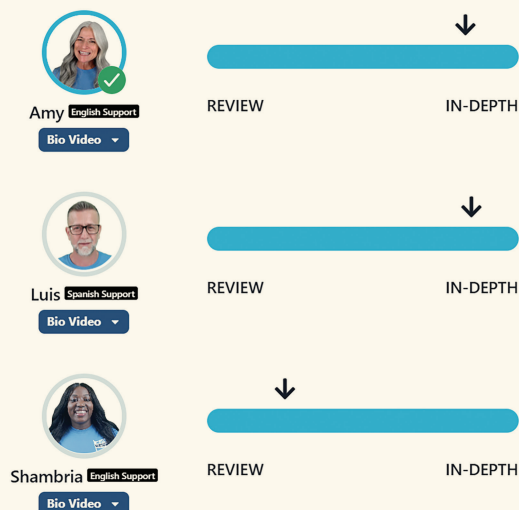 Amy English Support
Bio Video
REVIEW IN-DEPTH
Luis Spanish Support
Bio Video
REVIEW IN-DEPTH
Shambria English Support
Bio Video
REVIEW IN-DEPTH